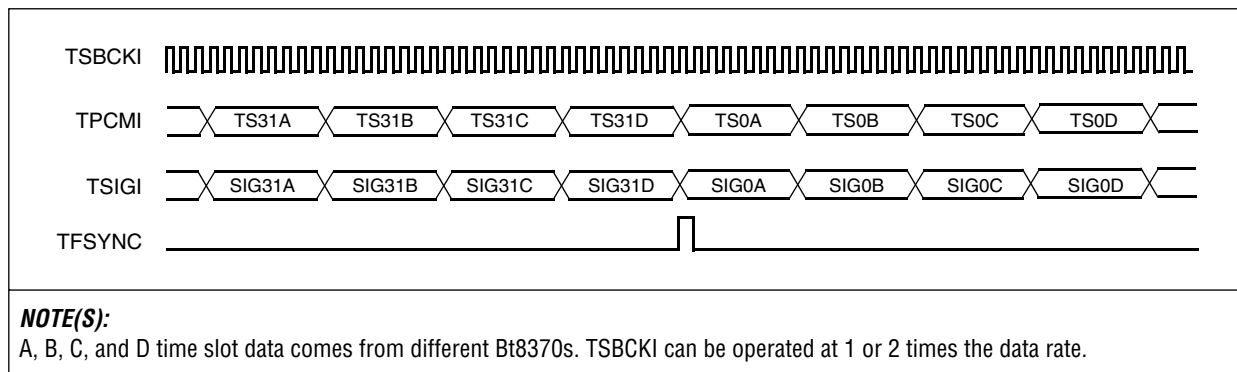 TSBCKI
TPCMI TS31A TS31B TS31C TS31D TS0A TS0B TS0C TS0D
TSIGI SIG31A SIG31B SIG31C SIG31D SIG0A SIG0B SIG0C SIG0D
TFSYNC
NOTE(S):
A, B, C, and D time slot data comes from different Bt8370s. TSBCKI can be operated at 1 or 2 times the data rate.